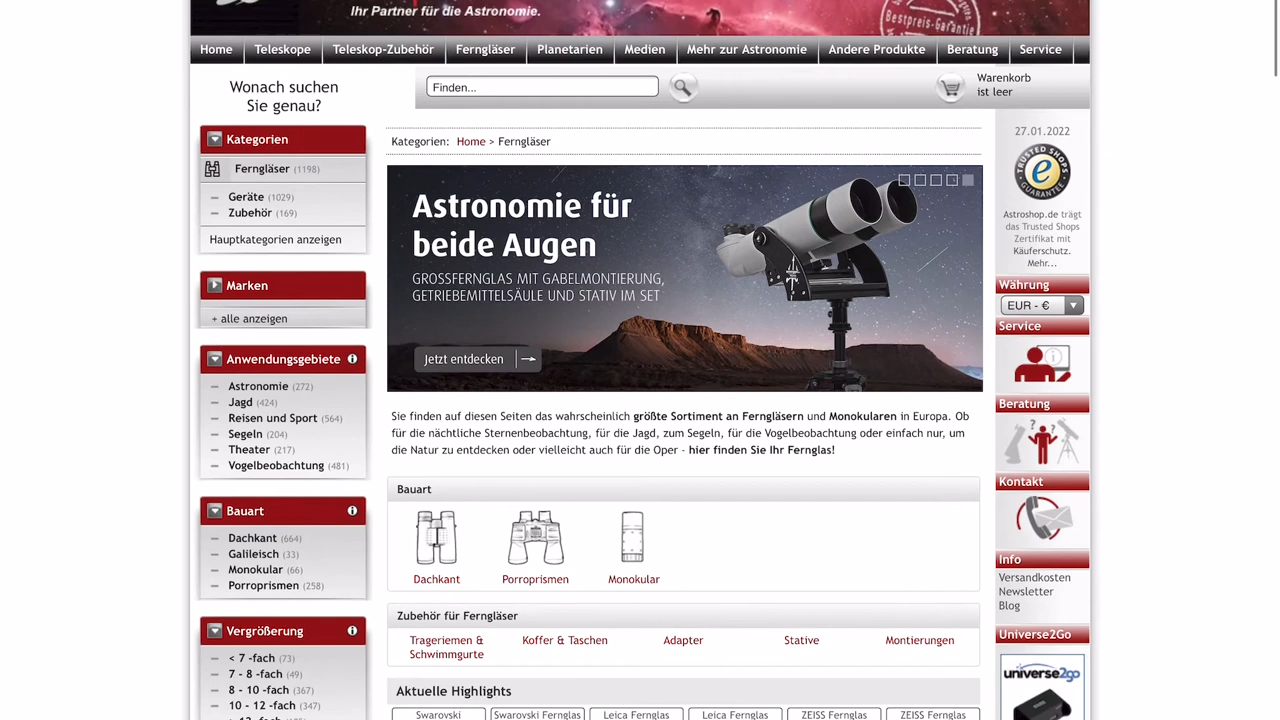 Ihr Partner für die Astronomie.
Bestpreis-Garantie
Home
Teleskope
Teleskop-Zubehör
Ferngläser
Planetarien
Medien
Mehr zur Astronomie
Andere Produkte
Beratung
Service
Wonach suchen
Sie genau?
Finden...
Warenkorb
ist leer
Kategorien
Ferngläser (1198)
Geräte (1029)
Zubehör (169)
Hauptkategorien anzeigen
Marken
+ alle anzeigen
Anwendungsgebiete
Astronomie (272)
Jagd (424)
Reisen und Sport (564)
Segeln (204)
Theater (217)
Vogelbeobachtung (481)
Bauart
Dachkant (664)
Galileisch (33)
Monokular (66)
Porroprismen (258)
Vergrößerung
< 7 -fach (73)
7 - 8 -fach (49)
8 - 10 -fach (367)
10 - 12 -fach (347)
Kategorien: Home > Ferngläser
Astronomie für
beide Augen
GROSSFERNGLAS MIT GABELMONTIERUNG,
GETRIEBEMITTELSÄULE UND STATIV IM SET
Jetzt entdecken
Sie finden auf diesen Seiten das wahrscheinlich größte Sortiment an Ferngläsern und Monokularen in Europa. Ob
für die nächtliche Sternenbeobachtung, für die Jagd, zum Segeln, für die Vogelbeobachtung oder einfach nur, um
die Natur zu entdecken oder vielleicht auch für die Oper - hier finden Sie Ihr Fernglas!
Bauart
Dachkant
Porroprismen
Monokular
Zubehör für Ferngläser
Trageriemen &
Schwimmgurte
Koffer & Taschen
Adapter
Stative
Montierungen
Aktuelle Highlights
Swarovski
Swarovski Fernglas
Leica Fernglas
Leica Fernglas
ZEISS Fernglas
ZEISS Fernglas
27.01.2022
TRUSTED SHOPS
GUARANTEE
Astroshop.de trägt
das Trusted Shops
Zertifikat mit
Käuferschutz.
Mehr...
Währung
EUR - €
Service
Beratung
Kontakt
Info
Versandkosten
Newsletter
Blog
Universe2Go
universe2go